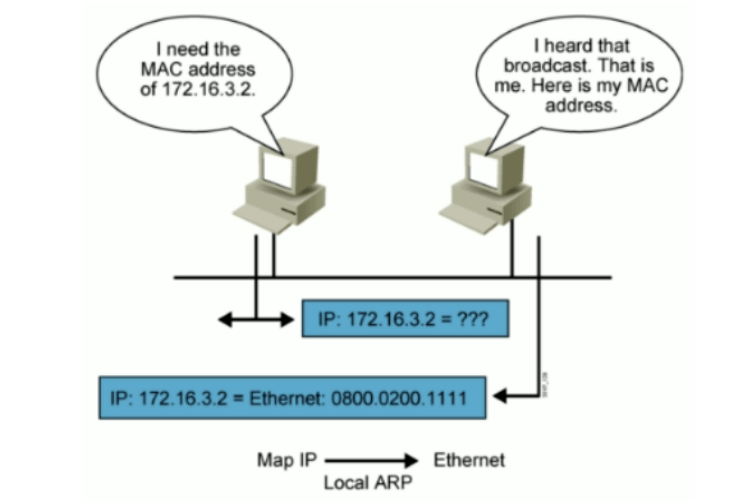 I need the
MAC address
of 172.16.3.2.
I heard that
broadcast. That is
me. Here is my MAC
address.
IP: 172.16.3.2 = ???
IP: 172.16.3.2 = Ethernet: 0800.0200.1111
Map IP Ethernet
Local ARP